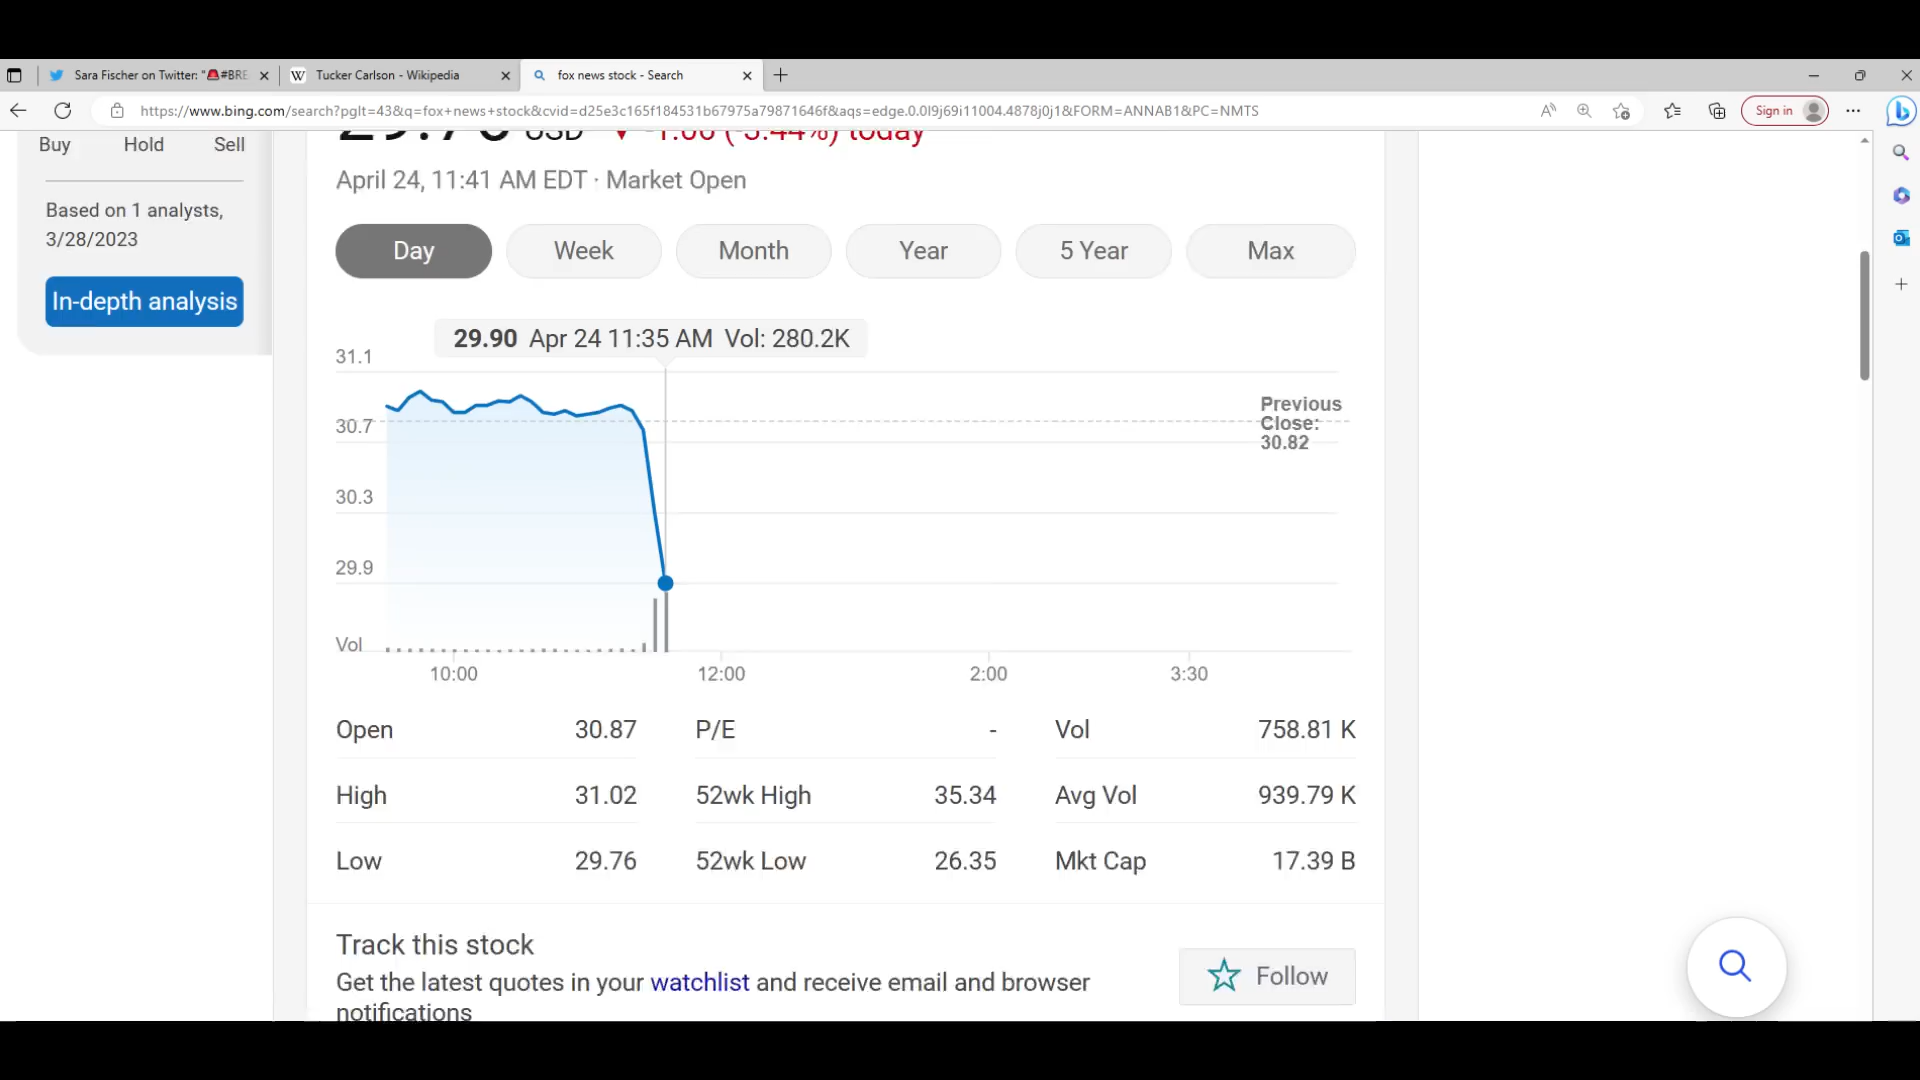 Sara Fischer on Twitter: "🚨#BRE
Tucker Carlson - Wikipedia
fox news stock - Search
https://www.bing.com/search?pglt=43&q=fox+news+stock&cvid=d25e3c165f184531b67975a79871646f&aqs=edge.0.0l9j69i11004.4878j0j1&FORM=ANNAB1&PC=NMTS
Sign in
Buy Hold Sell
Based on 1 analysts,
3/28/2023
In-depth analysis
USD ▼ -1.06 (-3.44%) today
April 24, 11:41 AM EDT · Market Open
Day Week Month Year 5 Year Max
29.90 Apr 24 11:35 AM Vol: 280.2K
31.1
30.7
30.3
29.9
Vol
Previous
Close:
30.82
10:00 12:00 2:00 3:30
Open 30.87 P/E - Vol 758.81 K
High 31.02 52wk High 35.34 Avg Vol 939.79 K
Low 29.76 52wk Low 26.35 Mkt Cap 17.39 B
Track this stock
Get the latest quotes in your watchlist and receive email and browser
notifications
Follow